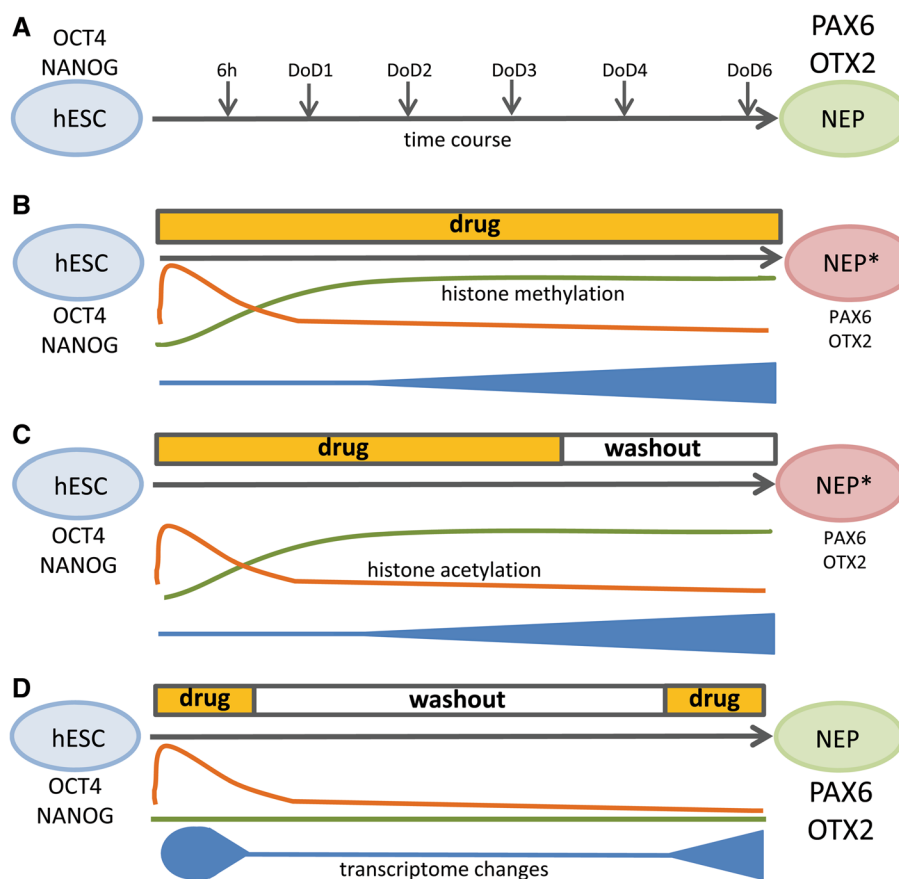 A
OCT4
NANOG
hESC
6h
DoD1
DoD2
DoD3
DoD4
DoD6
time course
PAX6
OTX2
NEP
B
drug
hESC
OCT4
NANOG
histone methylation
NEP*
PAX6
OTX2
C
drug
washout
hESC
OCT4
NANOG
histone acetylation
NEP*
PAX6
OTX2
D
drug
washout
drug
hESC
OCT4
NANOG
transcriptome changes
NEP
PAX6
OTX2